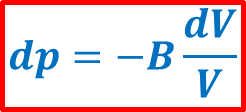 dp = −B dV/V